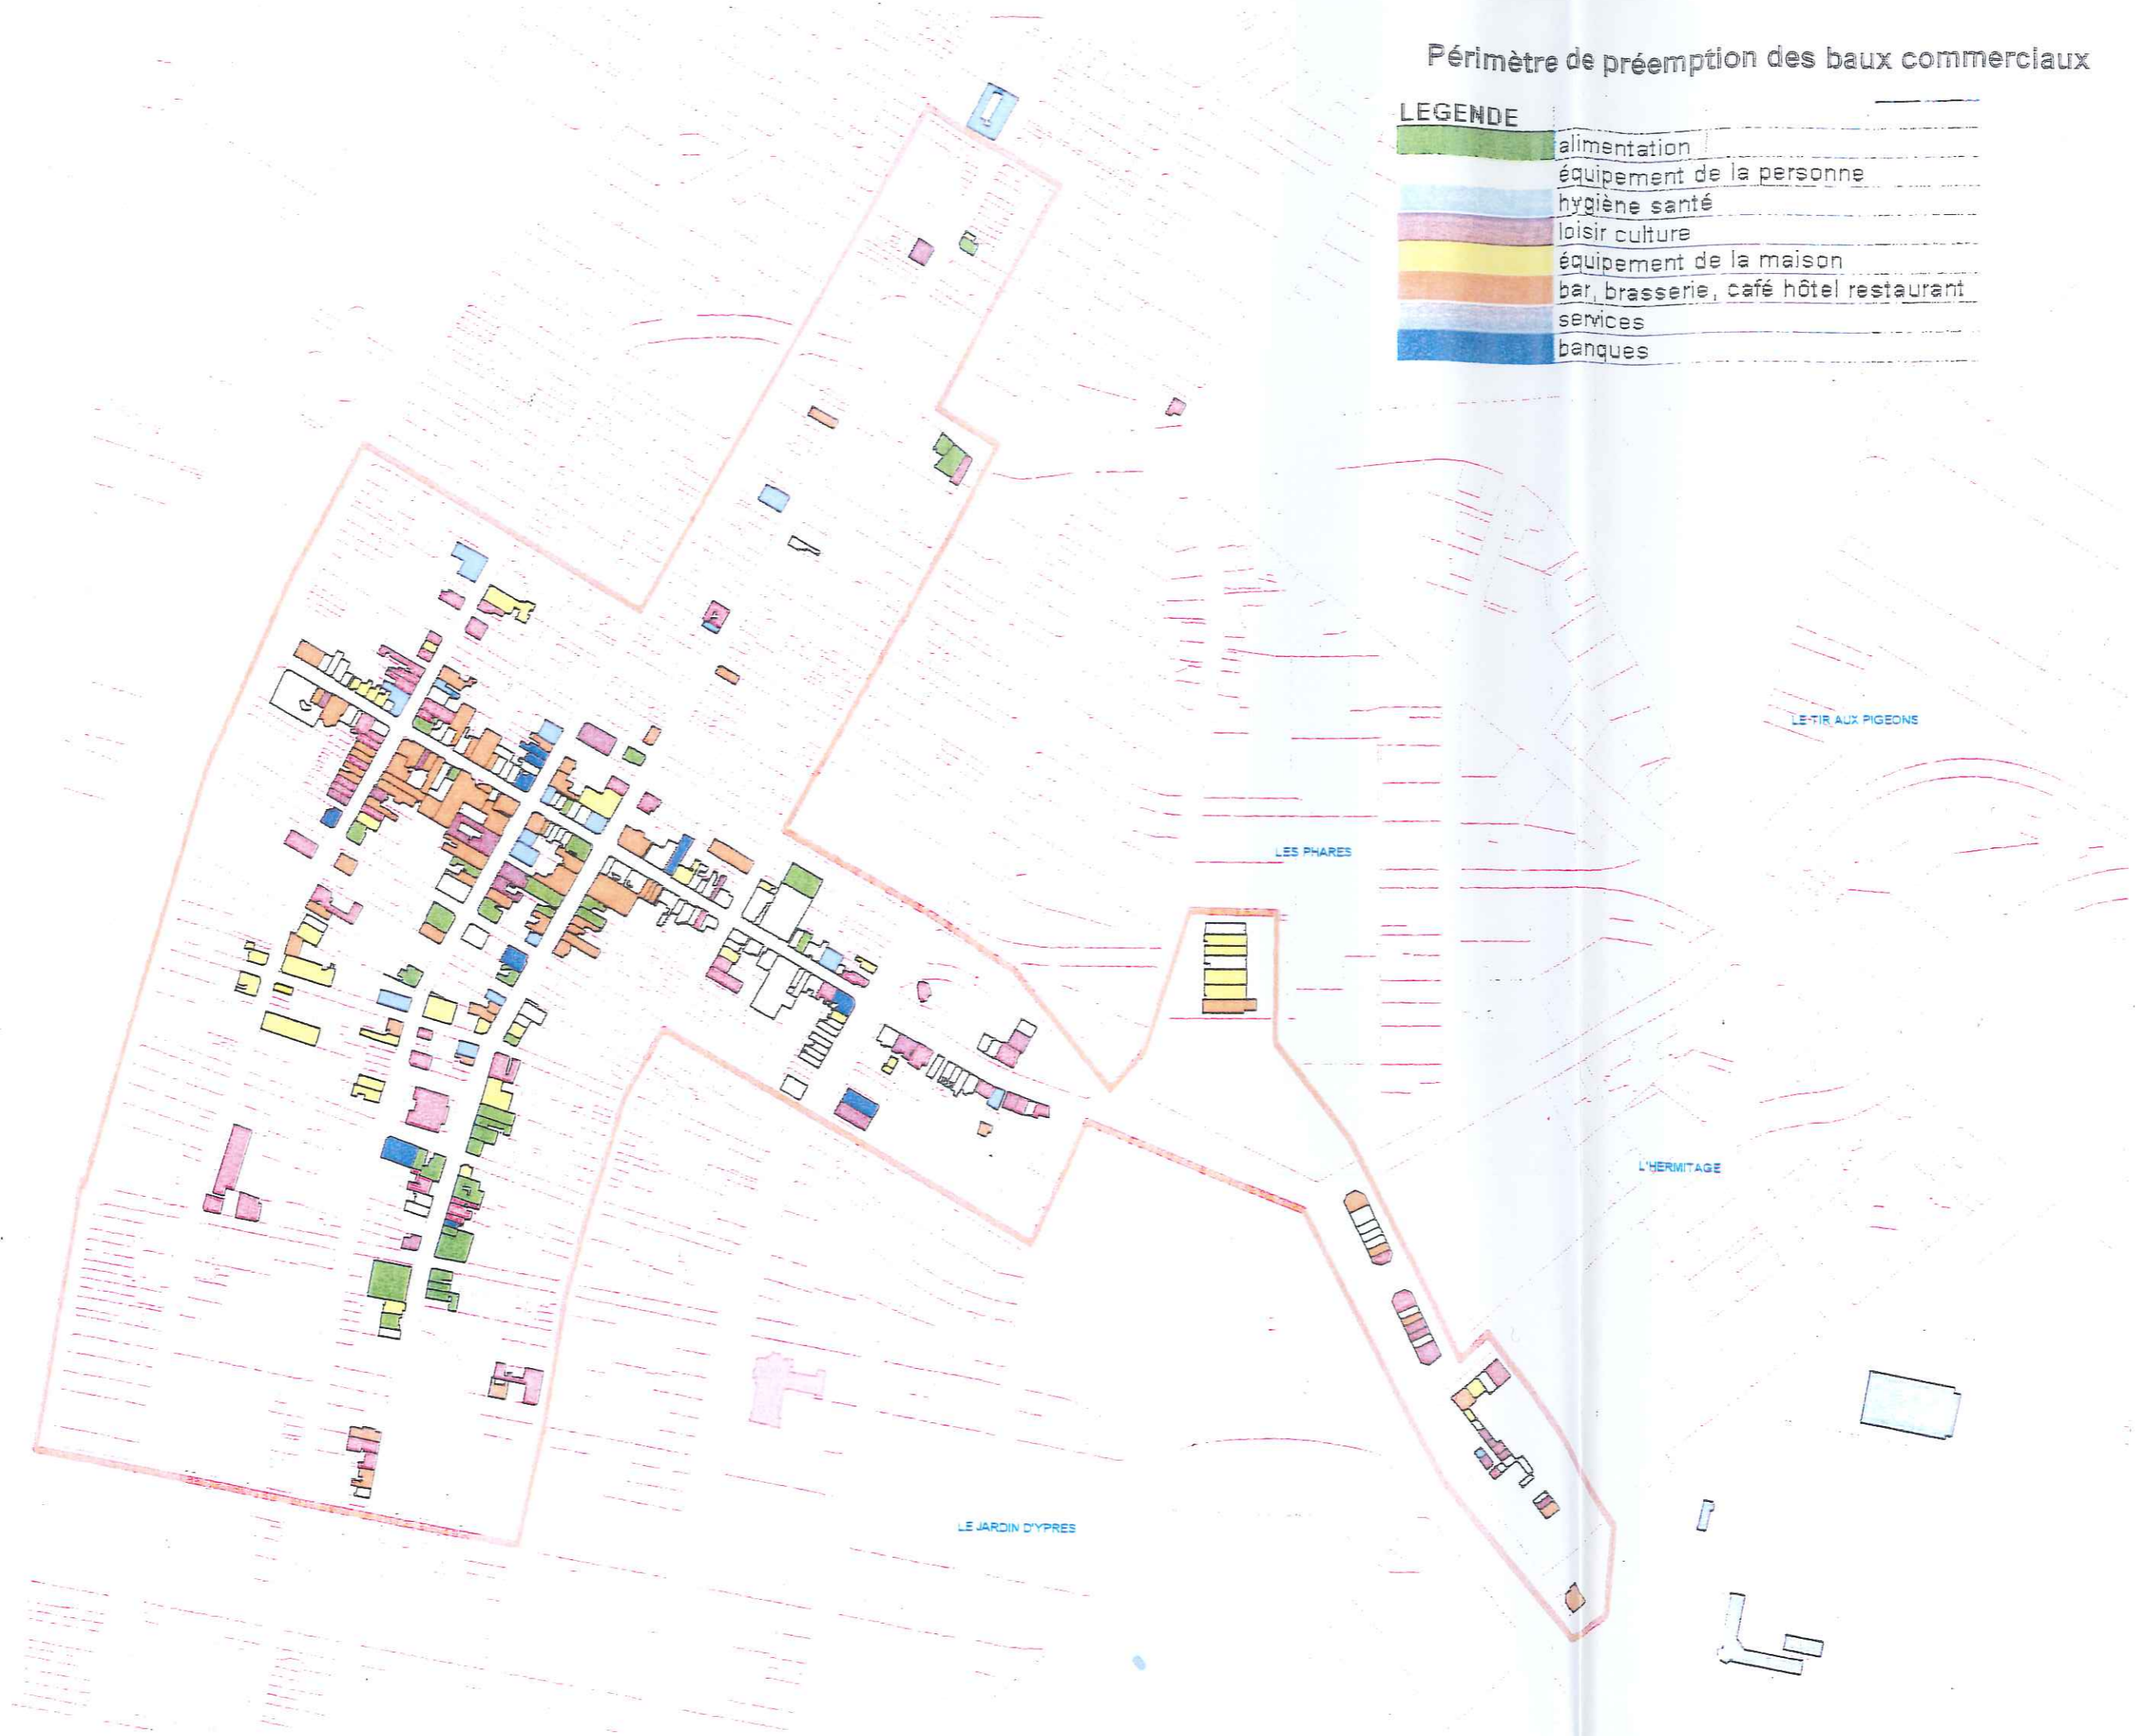 Périmètre de préemption des baux commerciaux
LEGENDE
alimentation
équipement de la personne
hygiène santé
loisir culture
équipement de la maison
bar, brasserie, café hôtel restaurant
services
banques
LE TIR AUX PIGEONS
LES PHARES
L'HERMITAGE
LE JARDIN D'YPRES